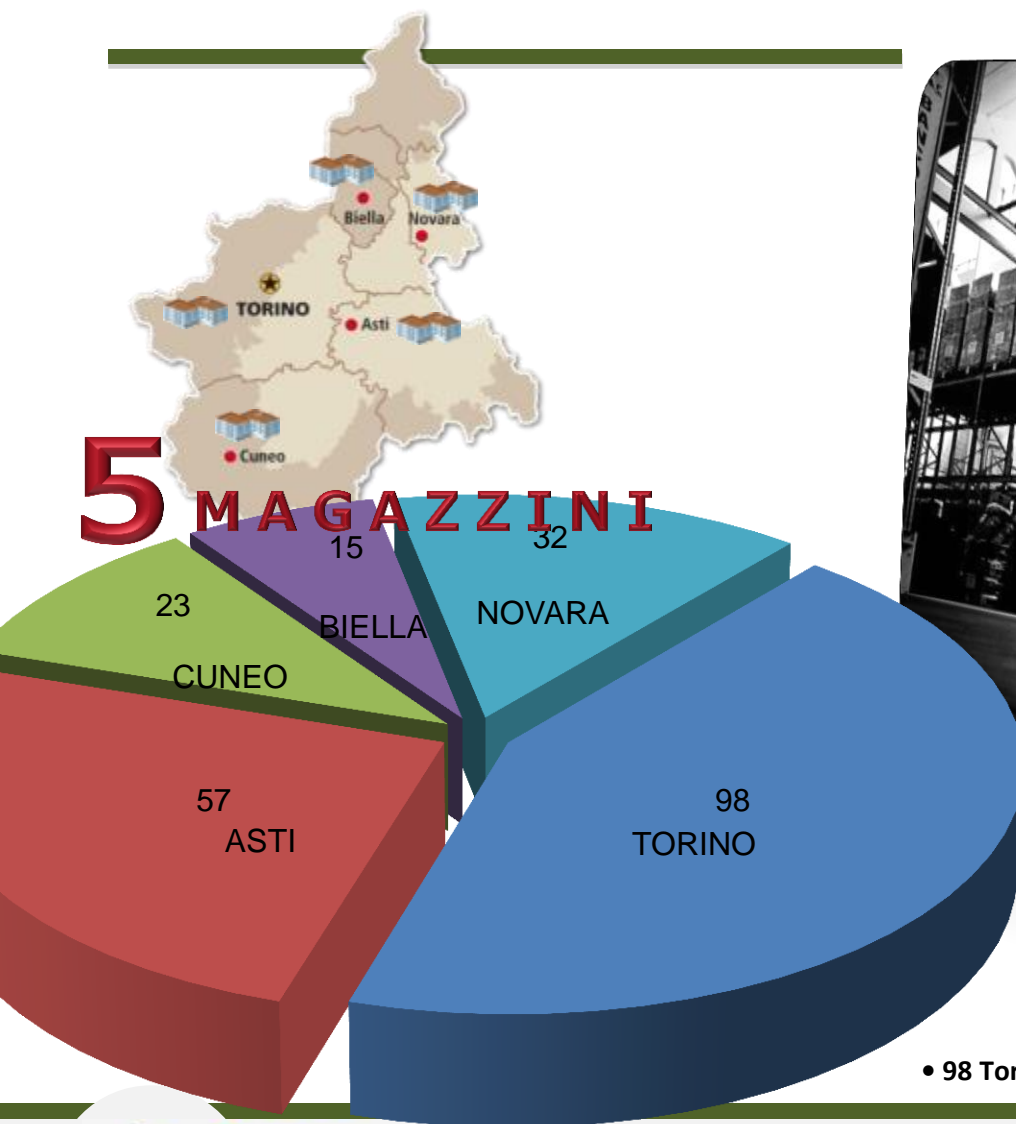 Biella
Novara
TORINO
Asti
Cuneo
5 MAGAZZINI
15
32
23
BIELLA
NOVARA
CUNEO
57
98
ASTI
TORINO
• 98 Tor